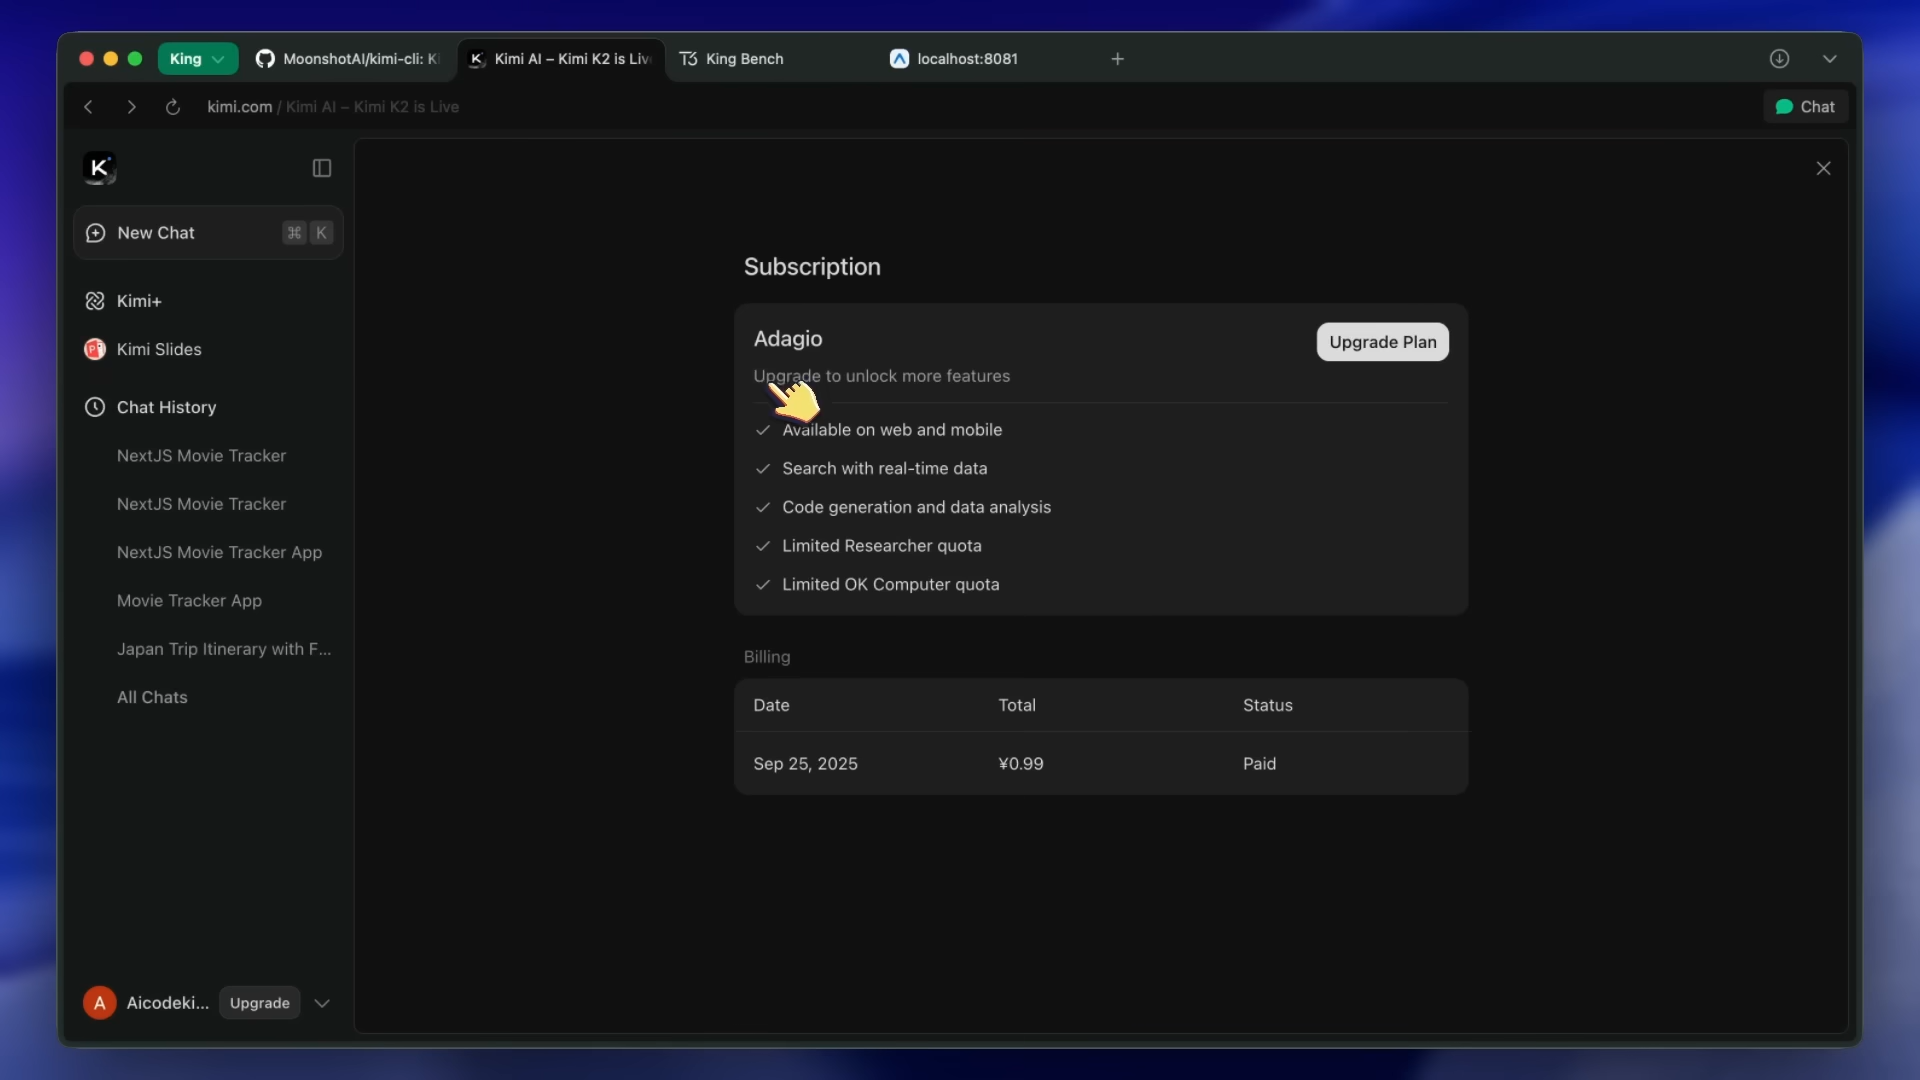 King
MoonshotAI/kimi-cli: Ki
Kimi AI – Kimi K2 is Liv
T3 King Bench
localhost:8081
kimi.com / Kimi AI – Kimi K2 is Live
Chat
K
New Chat
⌘ K
Kimi+
Kimi Slides
Chat History
NextJS Movie Tracker
NextJS Movie Tracker
NextJS Movie Tracker App
Movie Tracker App
Japan Trip Itinerary with F...
All Chats
A
Aicodeki...
Upgrade
Subscription
Adagio
Upgrade Plan
Upgrade to unlock more features
Available on web and mobile
Search with real-time data
Code generation and data analysis
Limited Researcher quota
Limited OK Computer quota
Billing
Date Total Status
Sep 25, 2025 ¥0.99 Paid